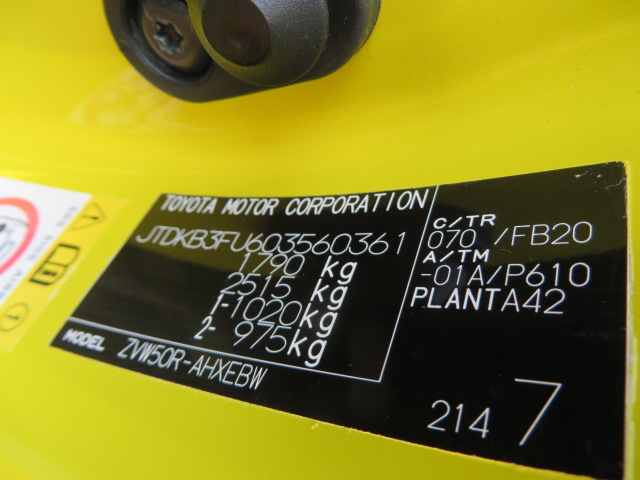 TOYOTA MOTOR CORPORATION
JTDKB3FU603560361
1790 kg
2515 kg
1-1020kg
2- 975kg
MODEL ZVW50R-AHXEBW
C/TR
070 /FB20
A/TM
-01A/P610
PLANTA42
214 7